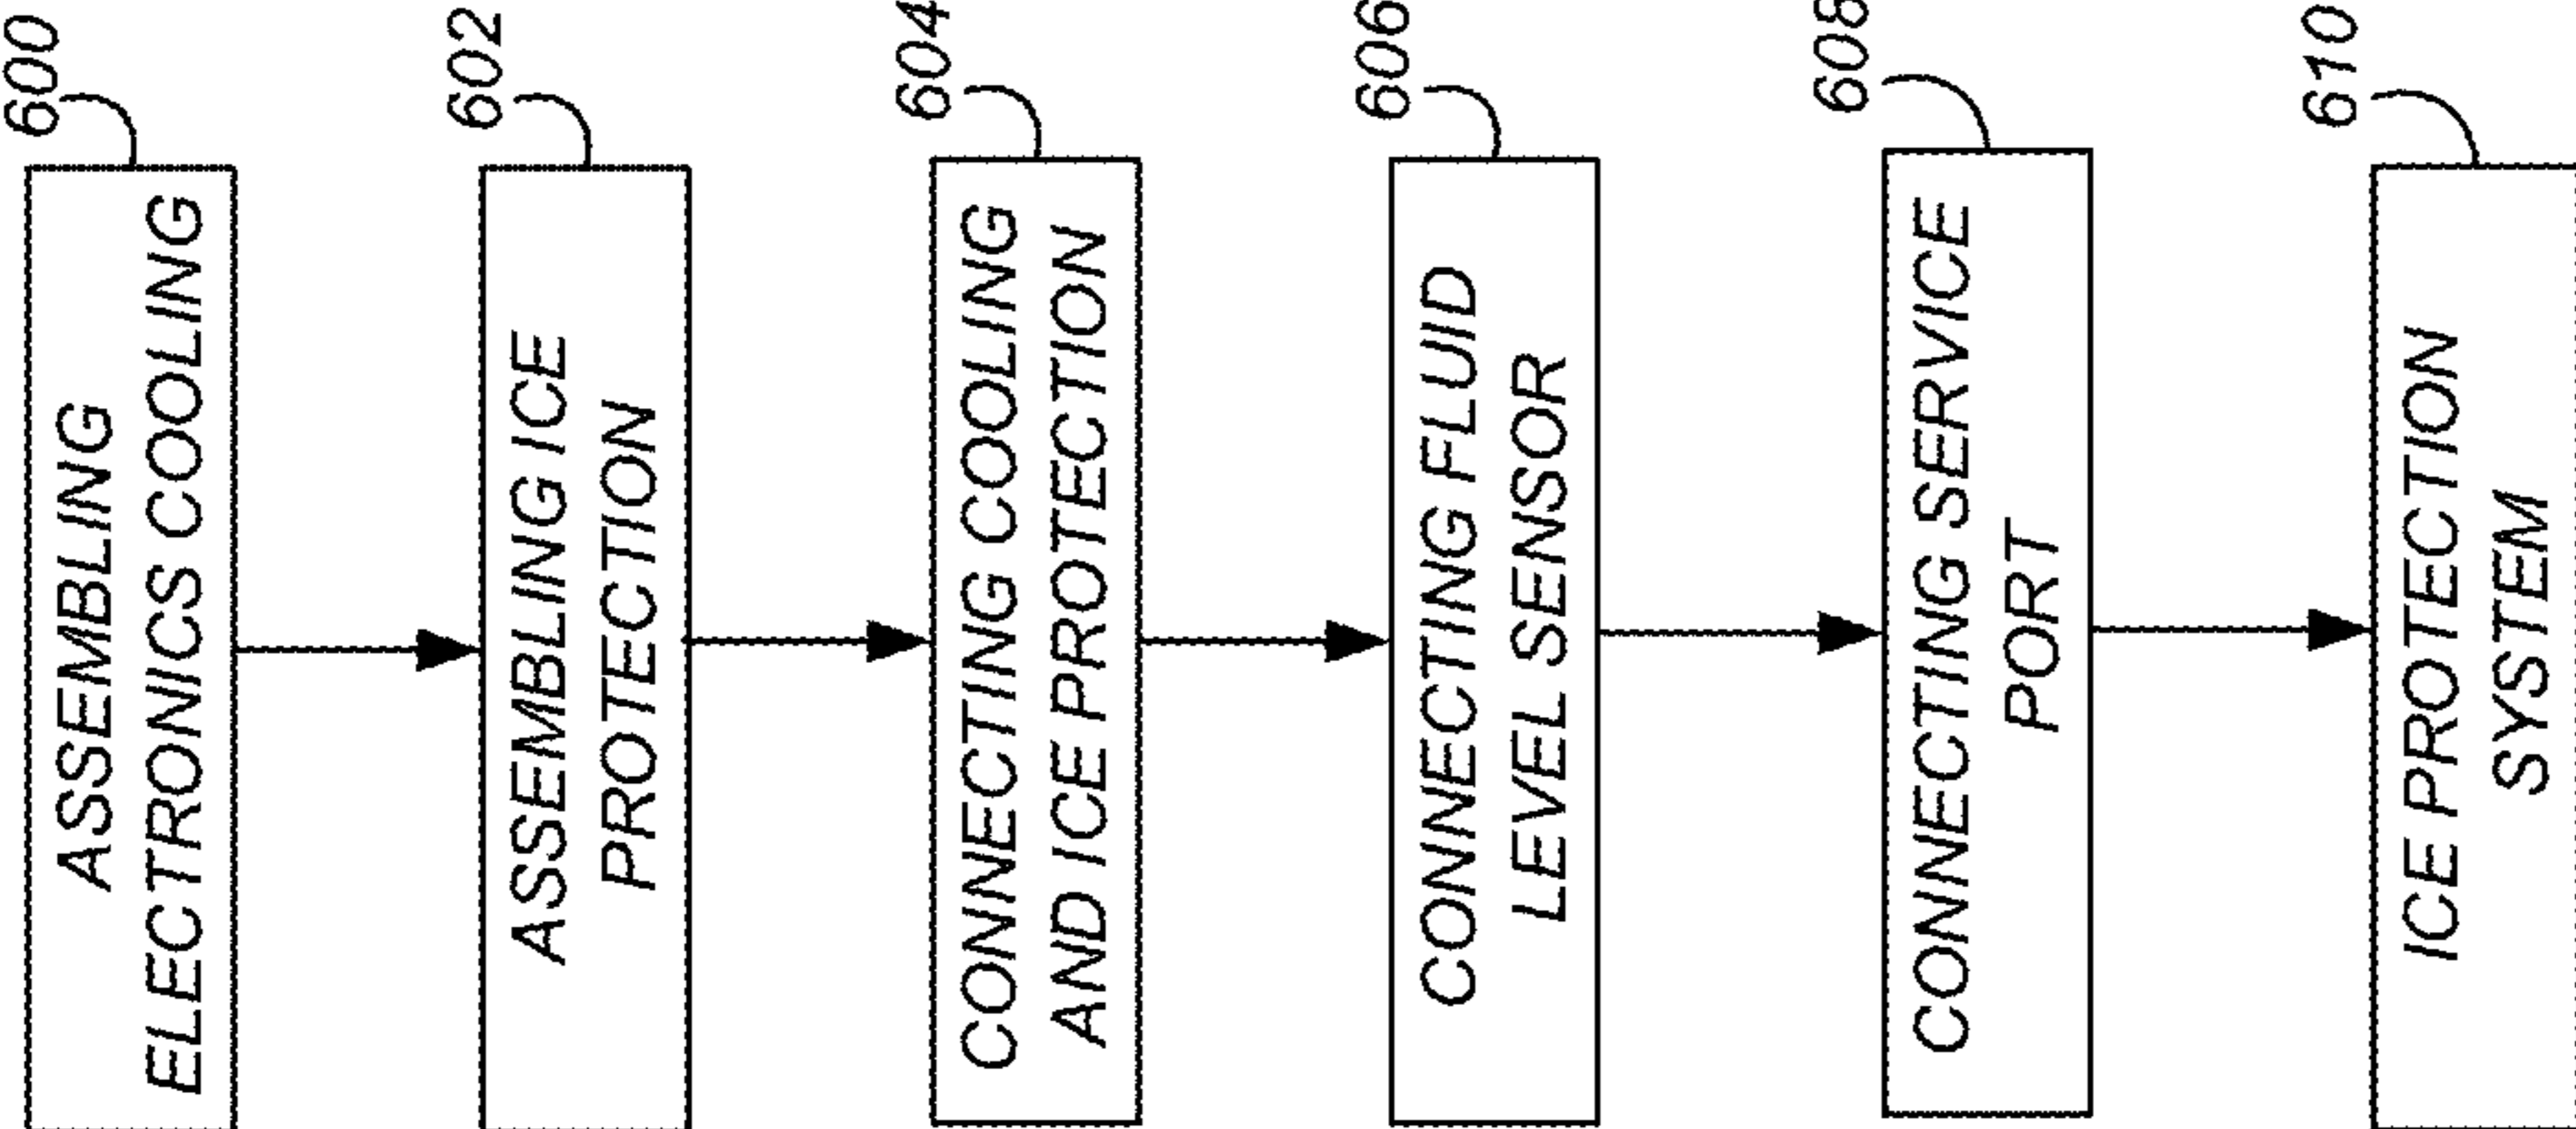 600
ASSEMBLING
ELECTRONICS COOLING
602
ASSEMBLING ICE
PROTECTION
604
CONNECTING COOLING
AND ICE PROTECTION
606
CONNECTING FLUID
LEVEL SENSOR
608
CONNECTING SERVICE
PORT
610
ICE PROTECTION
SYSTEM